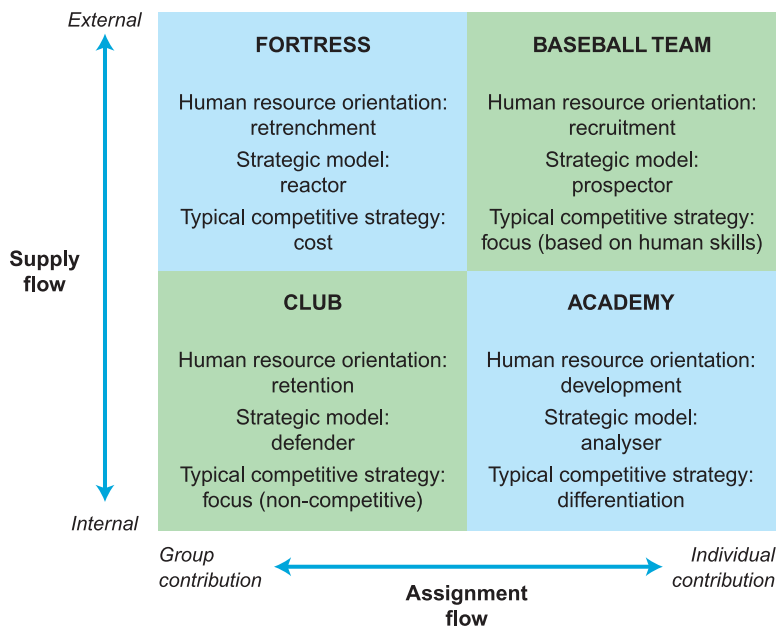 External
FORTRESS
Human resource orientation:
retrenchment
Strategic model:
reactor
Typical competitive strategy:
cost
BASEBALL TEAM
Human resource orientation:
recruitment
Strategic model:
prospector
Typical competitive strategy:
focus (based on human skills)
Supply
flow
CLUB
Human resource orientation:
retention
Strategic model:
defender
Typical competitive strategy:
focus (non-competitive)
ACADEMY
Human resource orientation:
development
Strategic model:
analyser
Typical competitive strategy:
differentiation
Internal
Group
contribution
Assignment
flow
Individual
contribution